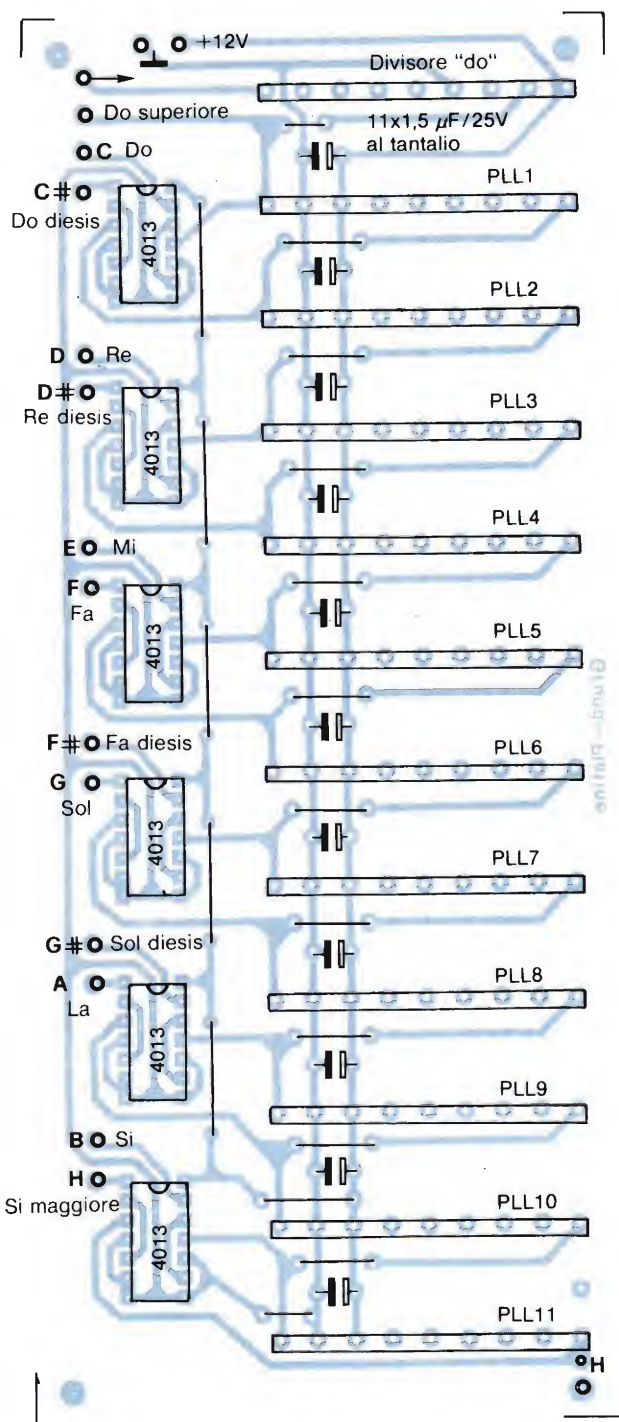 +12V
Divisore "do"
Do superiore
11x1,5 µF/25V
al tantalio
C Do
PLL1
C#
Do diesis
4013
PLL2
D Re
D#
Re diesis
PLL3
4013
PLL4
E Mi
F
Fa
4013
PLL5
Grund-Platine
F# Fa diesis
PLL6
G
Sol
4013
PLL7
G# Sol diesis
PLL8
A
La
4013
PLL9
B Si
H
Si maggiore
PLL10
4013
PLL11
H